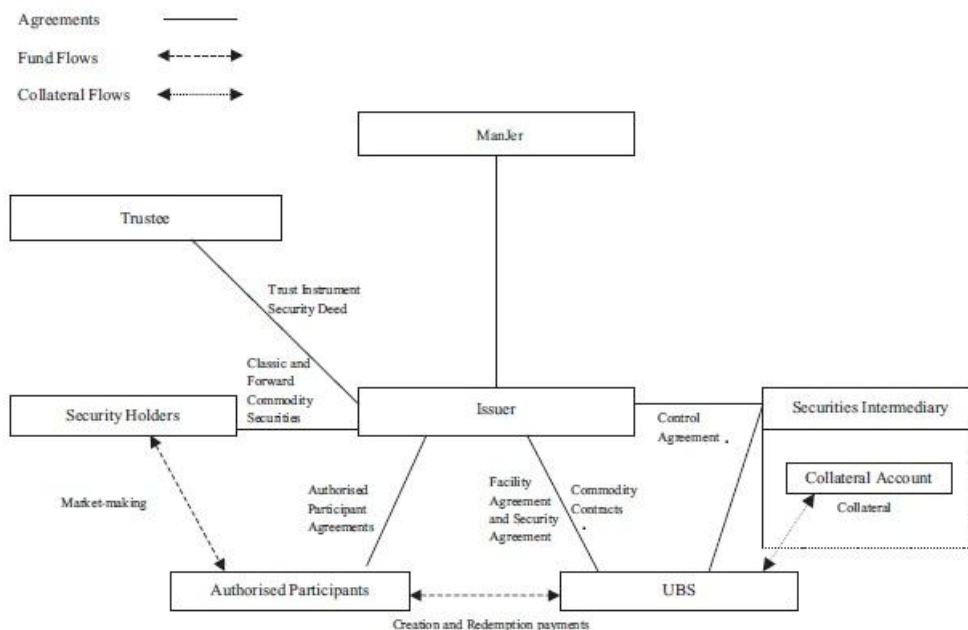 Agreements
Fund Flows
Collateral Flows
ManJer
Trustee
Trust Instrument
Security Deed
Classic and
Forward
Commodity
Securities
Security Holders
Issuer
Securities Intermediary
Control
Agreement
Collateral Account
Collateral
Market-making
Authorised
Participant
Agreements
Facility
Agreement
and Security
Agreement
Commodity
Contracts
Authorised Participants
UBS
Creation and Redemption payments